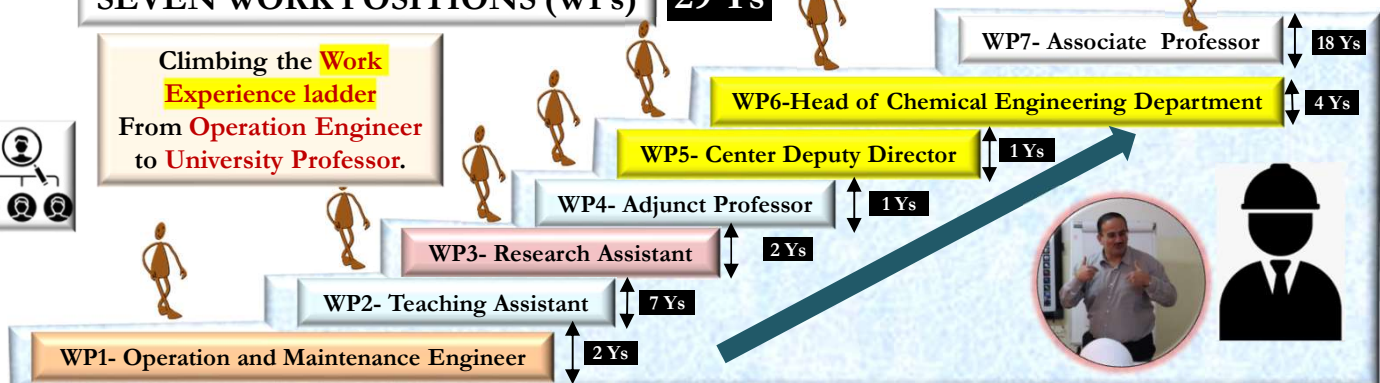 SEVEN WORK POSITIONS (WPs)
29 Ys
Climbing the Work
Experience ladder
From Operation Engineer
to University Professor.
WP7- Associate Professor
18 Ys
WP6-Head of Chemical Engineering Department
4 Ys
WP5- Center Deputy Director
1 Ys
WP4- Adjunct Professor
1 Ys
WP3- Research Assistant
2 Ys
WP2- Teaching Assistant
7 Ys
WP1- Operation and Maintenance Engineer
2 Ys